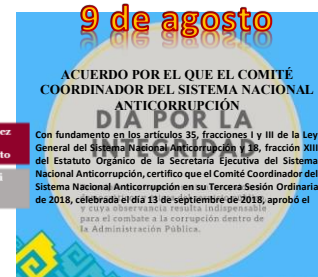 9 de agosto
ACUERDO POR EL QUE EL COMITÉ
COORDINADOR DEL SISTEMA NACIONAL
ANTICORRUPCIÓN
DÍA POR LA
INTEGRIDAD
ez
to
Con fundamento en los artículos 35, fracciones I y III de la Ley
General del Sistema Nacional Anticorrupción y 18, fracción XIII
del Estatuto Orgánico de la Secretaría Ejecutiva del Sistema
Nacional Anticorrupción, certifico que el Comité Coordinador del
Sistema Nacional Anticorrupción en su Tercera Sesión Ordinaria
de 2018, celebrada el día 13 de septiembre de 2018, aprobó el
y cuya observancia resulta indispensable
para el combate a la corrupción dentro de
la Administración Pública.